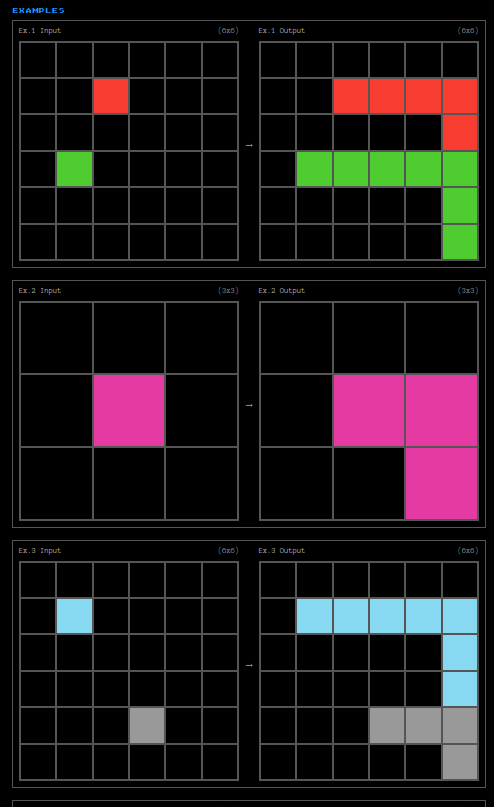 EXAMPLES
Ex.1 Input (6x6) Ex.1 Output (6x6)
→
Ex.2 Input (3x3) Ex.2 Output (3x3)
→
Ex.3 Input (6x6) Ex.3 Output (6x6)
→